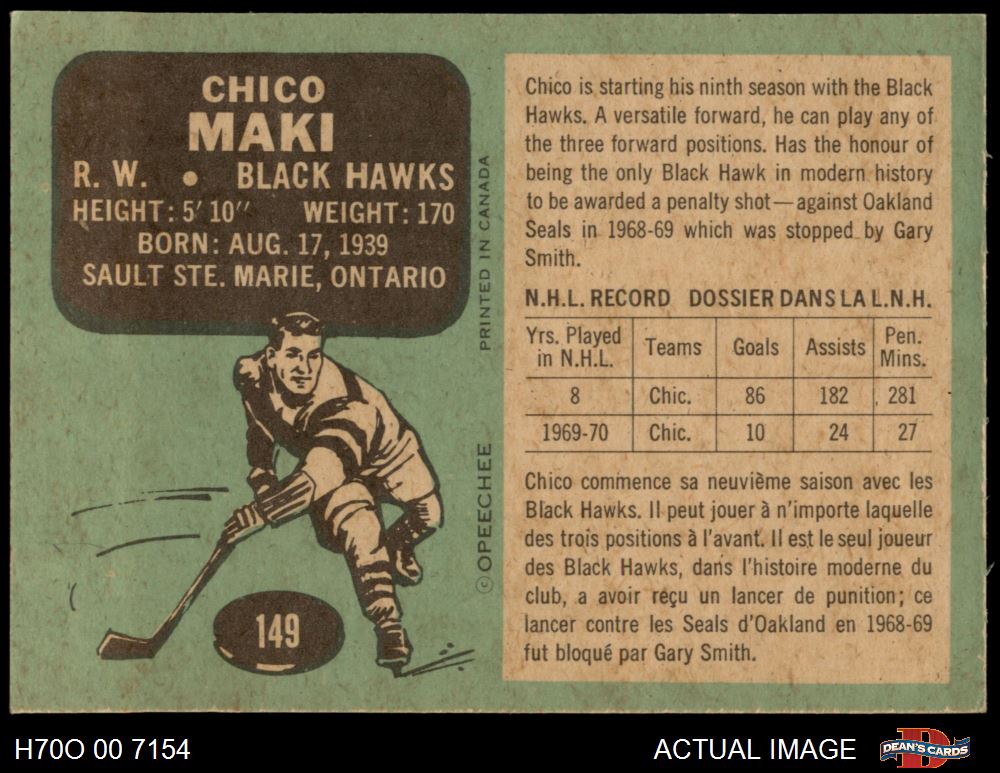 CHICO
MAKI
R. W. • BLACK HAWKS
HEIGHT: 5' 10" WEIGHT: 170
BORN: AUG. 17, 1939
SAULT STE. MARIE, ONTARIO
149
PRINTED IN CANADA
© OPEECHEE
Chico is starting his ninth season with the Black
Hawks. A versatile forward, he can play any of
the three forward positions. Has the honour of
being the only Black Hawk in modern history
to be awarded a penalty shot—against Oakland
Seals in 1968-69 which was stopped by Gary
Smith.
N.H.L. RECORD DOSSIER DANS LA L.N.H.
Yrs. Played in N.H.L. Teams Goals Assists Pen. Mins.
8 Chic. 86 182 281
1969-70 Chic. 10 24 27
Chico commence sa neuvième saison avec les
Black Hawks. Il peut jouer à n'importe laquelle
des trois positions à l'avant. Il est le seul joueur
des Black Hawks, dans l'histoire moderne du
club, a avoir reçu un lancer de punition; ce
lancer contre les Seals d'Oakland en 1968-69
fut bloqué par Gary Smith.
H70O 00 7154
ACTUAL IMAGE
DEAN'S CARDS